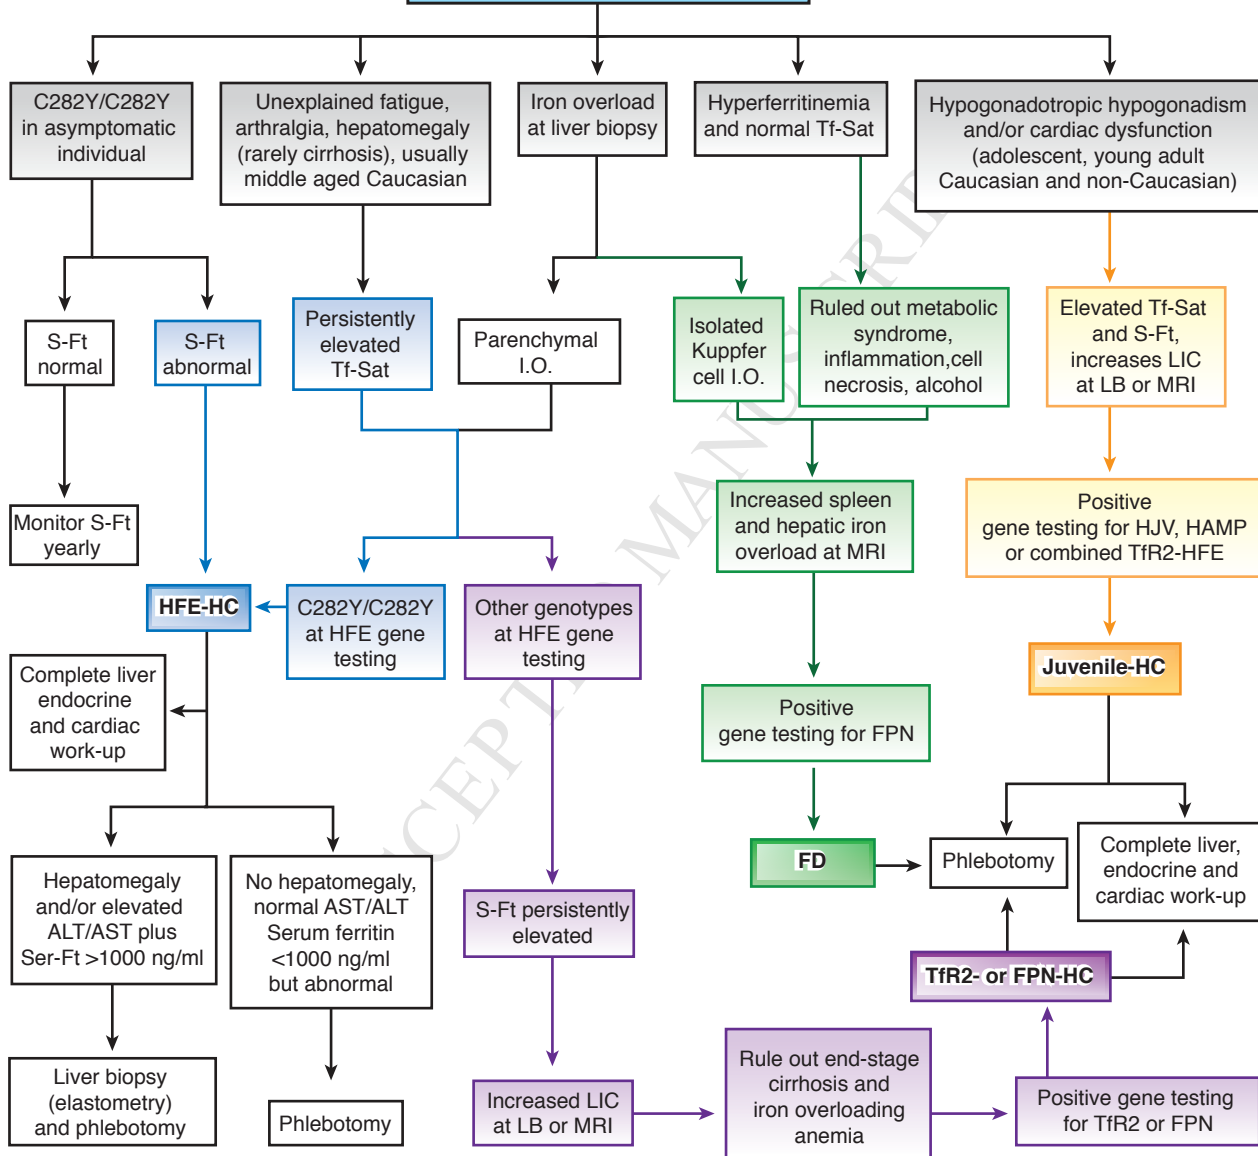 C282Y/C282Y
in asymptomatic
individual
Unexplained fatigue,
arthralgia, hepatomegaly
(rarely cirrhosis), usually
middle aged Caucasian
Iron overload
at liver biopsy
Hyperferritinemia
and normal Tf-Sat
Hypogonadotropic hypogonadism
and/or cardiac dysfunction
(adolescent, young adult
Caucasian and non-Caucasian)
S-Ft
normal
S-Ft
abnormal
Persistently
elevated
Tf-Sat
Parenchymal
I.O.
Isolated
Kuppfer
cell I.O.
Ruled out metabolic
syndrome,
inflammation,cell
necrosis, alcohol
Elevated Tf-Sat
and S-Ft,
increases LIC
at LB or MRI
Monitor S-Ft
yearly
Increased spleen
and hepatic iron
overload at MRI
Positive
gene testing for HJV, HAMP
or combined TfR2-HFE
HFE-HC
C282Y/C282Y
at HFE gene
testing
Other genotypes
at HFE gene
testing
Juvenile-HC
Complete liver
endocrine
and cardiac
work-up
Positive
gene testing for FPN
Hepatomegaly
and/or elevated
ALT/AST plus
Ser-Ft >1000 ng/ml
No hepatomegaly,
normal AST/ALT
Serum ferritin
<1000 ng/ml
but abnormal
S-Ft persistently
elevated
FD
Phlebotomy
Complete liver,
endocrine and
cardiac work-up
TfR2- or FPN-HC
Liver biopsy
(elastometry)
and phlebotomy
Phlebotomy
Increased LIC
at LB or MRI
Rule out end-stage
cirrhosis and
iron overloading
anemia
Positive gene testing
for TfR2 or FPN